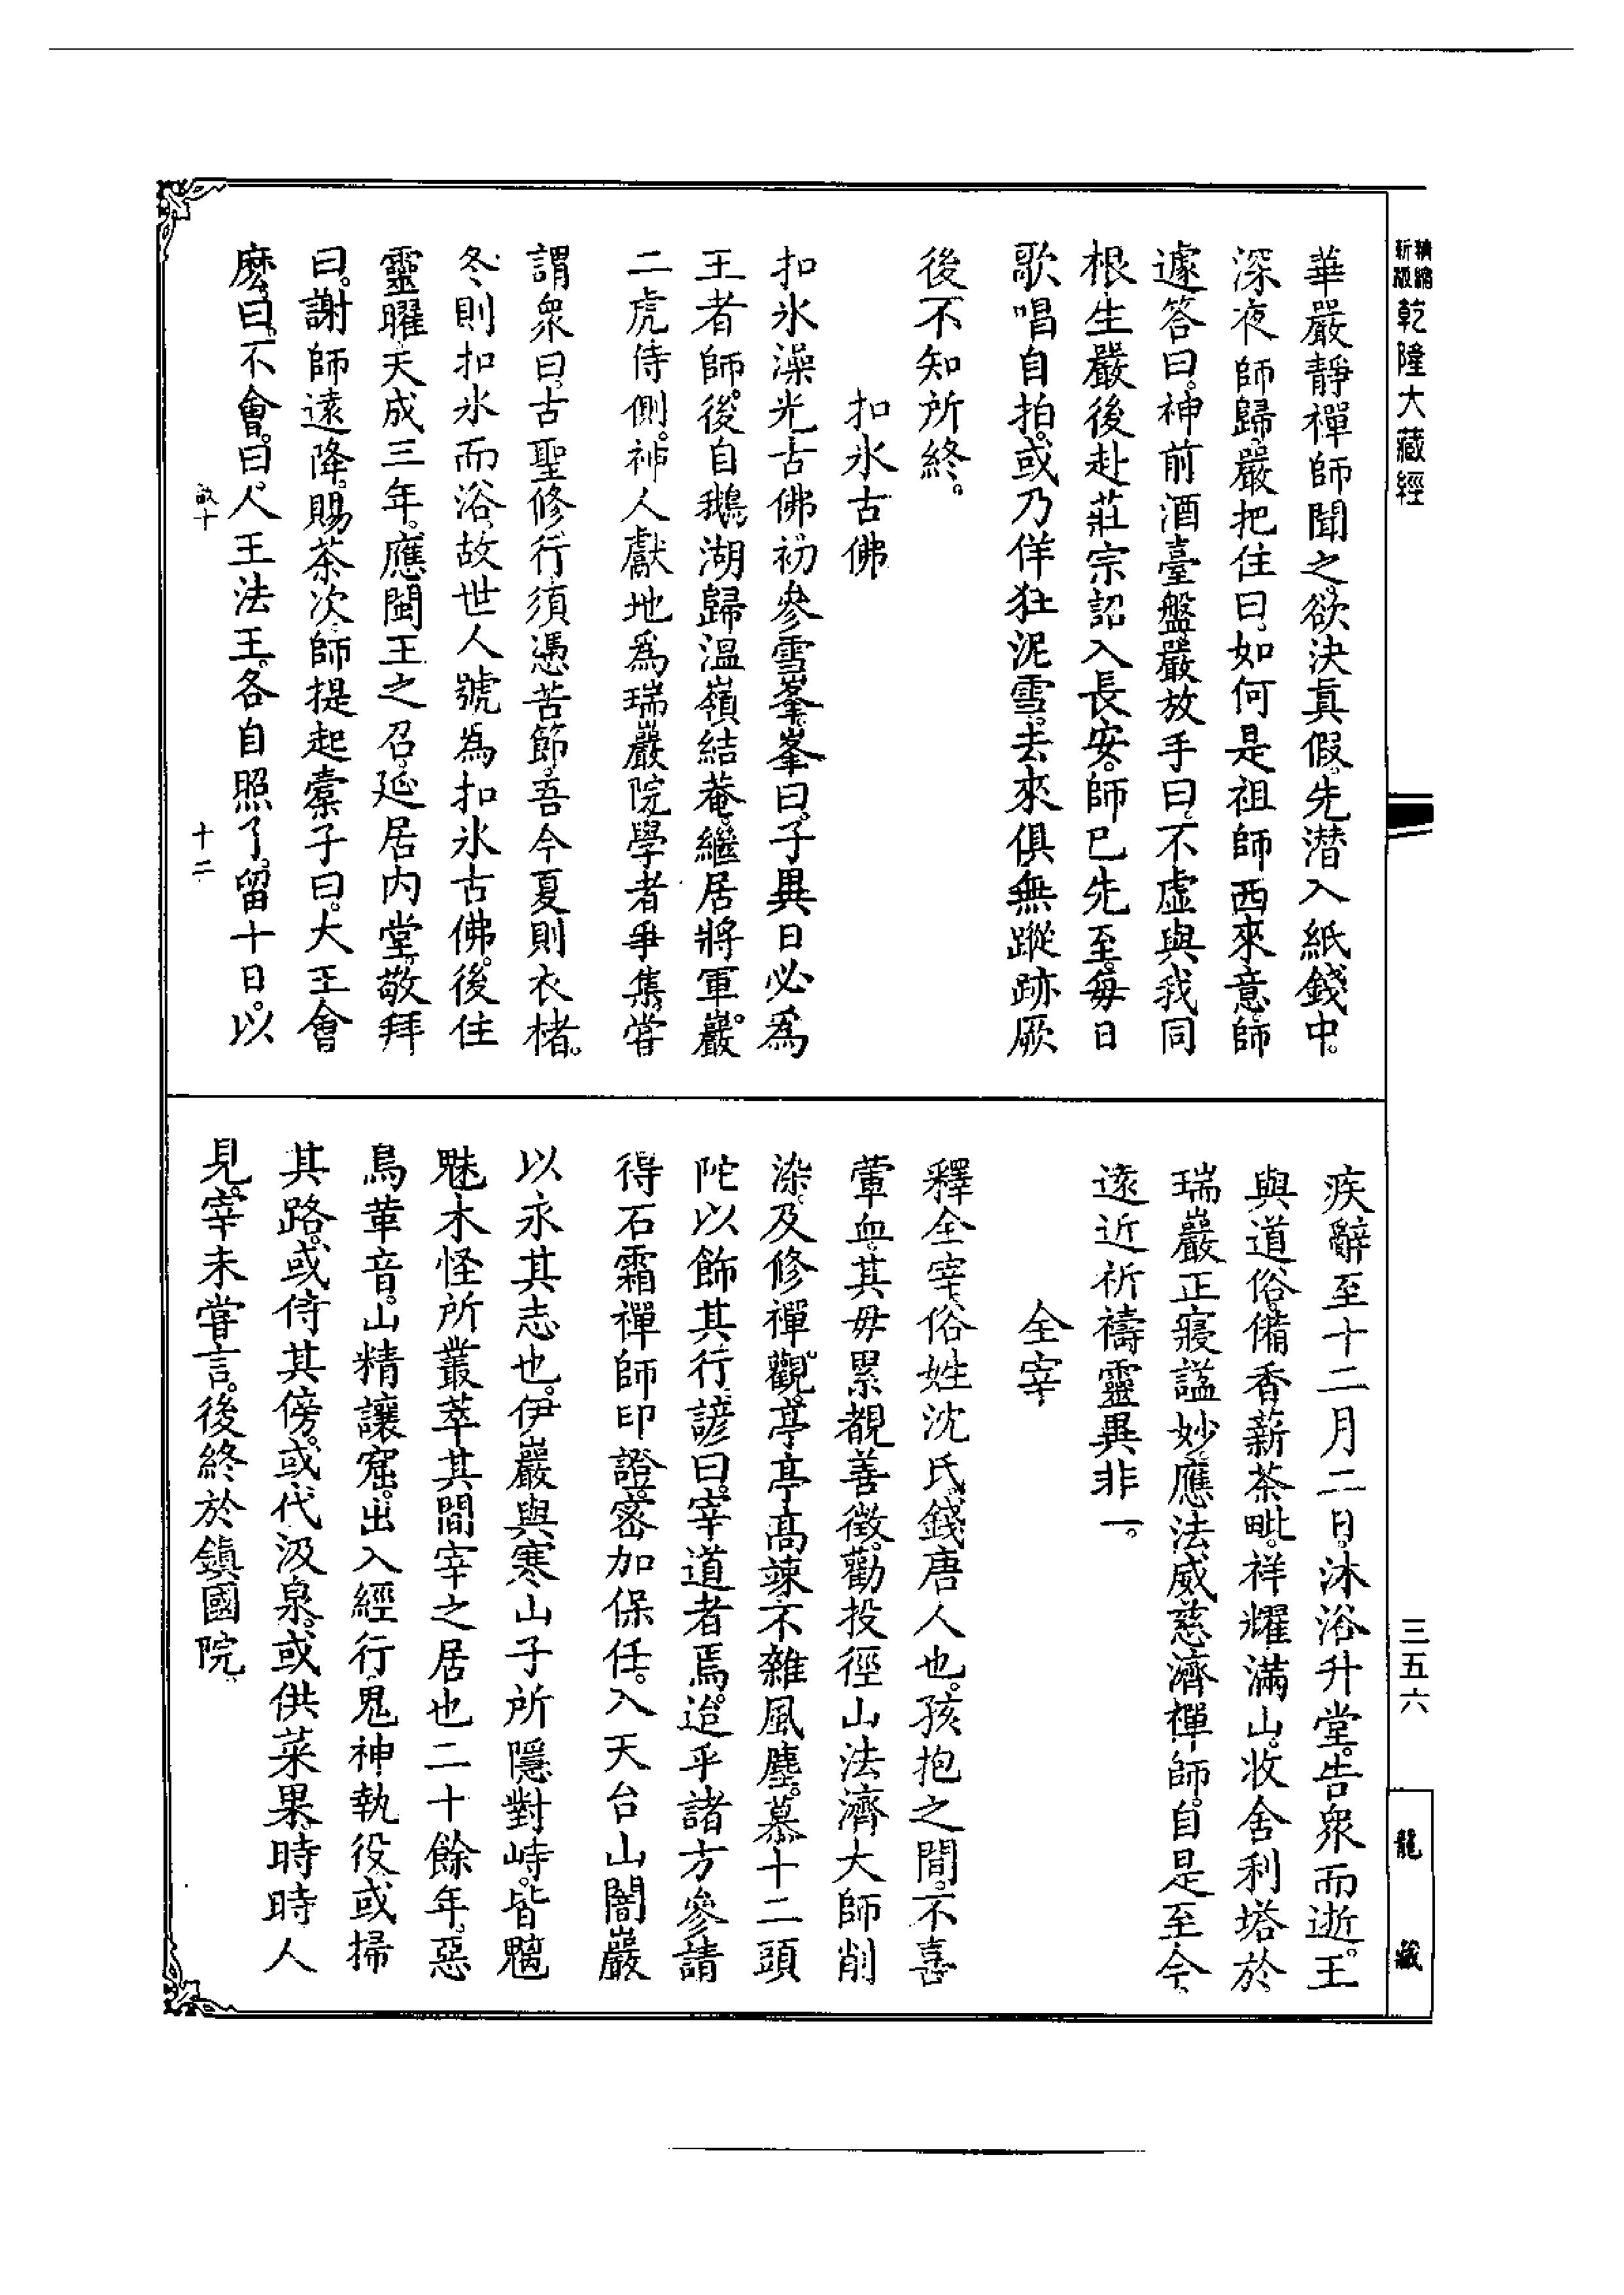 精縮新版
乾隆大藏經
華嚴靜禪師聞之欲決真假先潛入紙錢中。
深夜師歸嚴把住曰。如何是祖師西來意師
遽答曰。神前酒臺盤嚴放手曰。不虛與我同
根生嚴後赴莊宗詔入長安。師已先至每日
歌唱自拍。或乃佯狂泥雪去來俱無蹤跡厥
後不知所終。
扣氷古佛
扣氷澡光古佛初參雪峯峯曰。子異日必為
王者師。後自鵝湖歸溫嶺結菴。繼居將軍巖。
二虎侍側。神人獻地為瑞巖院學者爭集嘗
謂衆曰。古聖修行須憑苦節。吾今夏則衣楮。
冬則扣氷而浴故世人號為扣氷古佛。後住
靈曜天成三年。應閩王之召。延居內堂敬拜
曰。謝師遠降。賜茶次師提起橐子曰。大王會
麼曰。不會。曰。人王法王。各自照了。留十日。以
敢十
十二
疾辭至十二月二日。沐浴升堂。告衆而逝。王
與道俗備香薪茶毗。祥耀滿山。收舍利塔於
瑞巖正寢謚妙應法威慈濟禪師。自是至今
遠近祈禱靈異非一。
全宰
釋全宰俗姓沈氏錢唐人也。孩抱之間。不喜
葷血。其母累覩善徵。勸投徑山法濟大師削
染。及修禪觀。亭亭高竦不雜風塵。慕十二頭
陀以飾其行諺曰。宰道者焉。迨乎諸方參請
得石霜禪師印證。密加保任。入天台山闇巖
以永其志也。伊巖與寒山子所隱對峙。皆魑
魅木怪所叢萃其間宰之居也二十餘年。惡
鳥革音。山精讓窟。出入經行鬼神執役或掃
其路。或侍其傍。或代汲泉。或供菜果。時時人
見。宰未嘗言。後終於鎮國院
三五六
龍藏